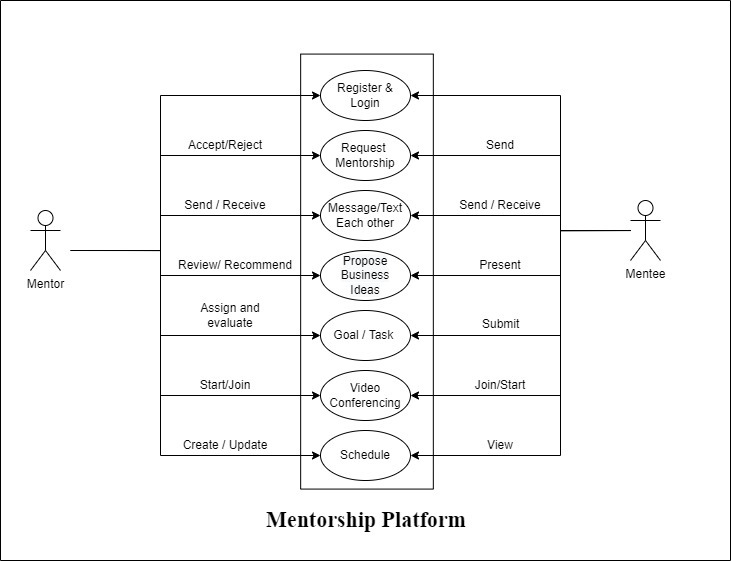 Register &
Login
Accept/Reject
Request
Mentorship
Send
Send / Receive
Message/Text
Each other
Send / Receive
Mentor
Mentee
Review/ Recommend
Propose
Business
Ideas
Present
Assign and
evaluate
Goal / Task
Submit
Start/Join
Video
Conferencing
Join/Start
Create / Update
Schedule
View
Mentorship Platform